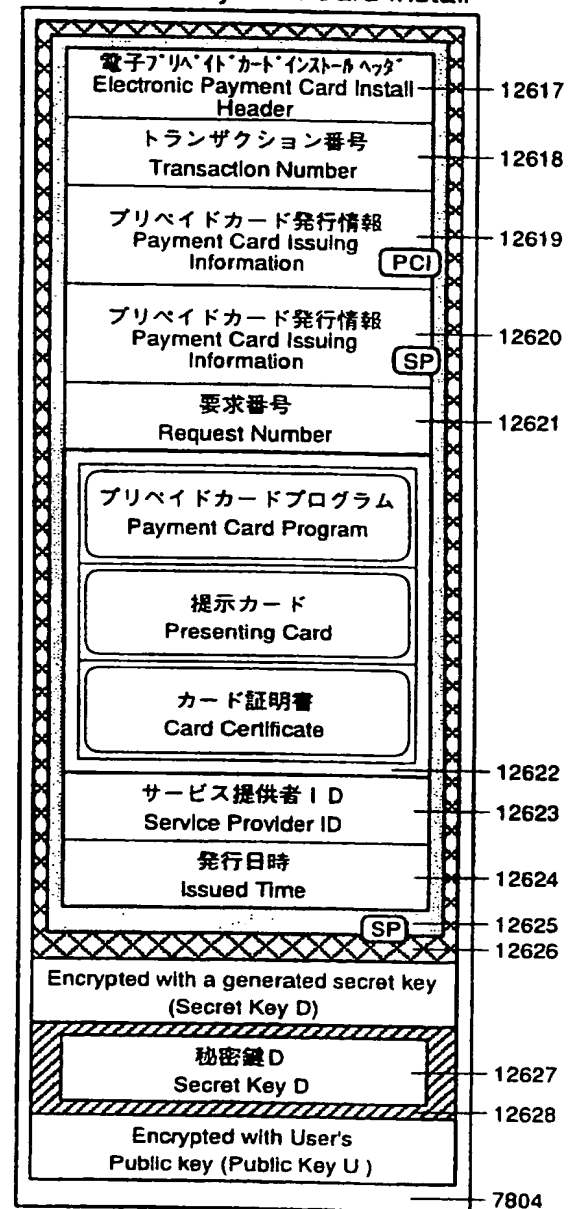 電子プリペイドカードインストールヘッダ
Electronic Payment Card Install
Header
12617
トランザクション番号
12618
Transaction Number
プリペイドカード発行情報
Payment Card Issuing
12619
Information
PCI
プリペイドカード発行情報
Payment Card Issuing
12620
Information
SP
要求番号
12621
Request Number
プリペイドカードプログラム
Payment Card Program
提示カード
Presenting Card
カード証明書
Card Certificate
12622
サービス提供者ID
12623
Service Provider ID
発行日時
12624
Issued Time
SP
12625
12626
Encrypted with a generated secret key
(Secret Key D)
秘密鍵D
12627
Secret Key D
12628
Encrypted with User's
Public key (Public Key U)
7804